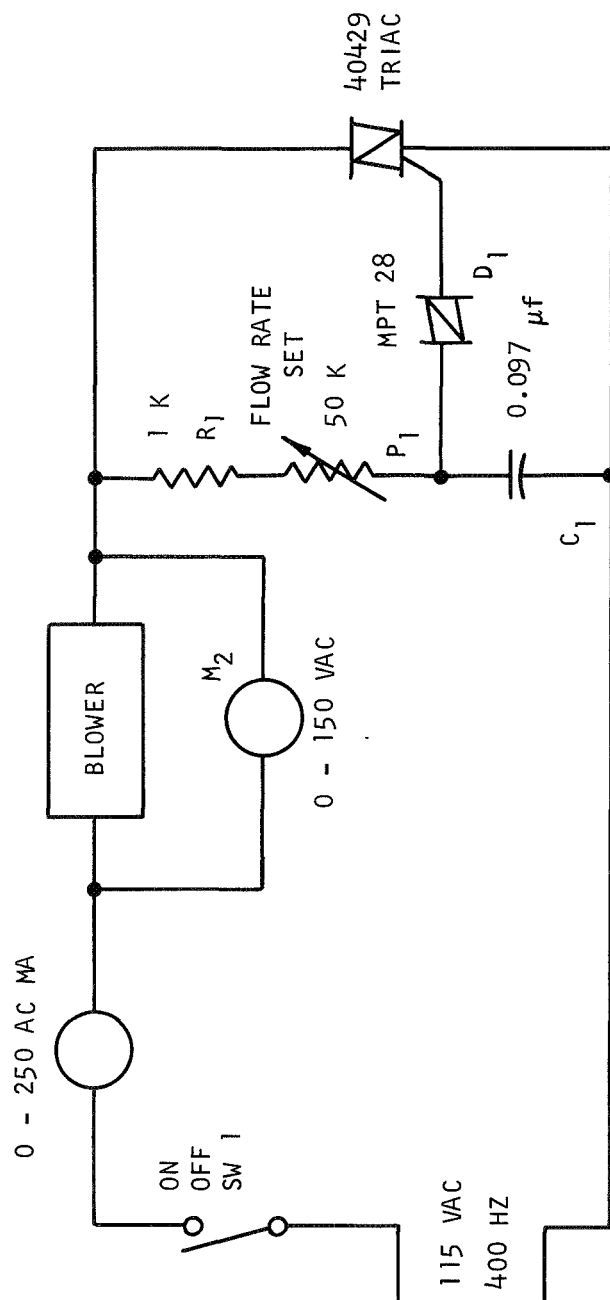 0 - 250 AC MA
ON
OFF
SW 1
115 VAC
400 HZ
BLOWER
M2
0 - 150 VAC
1 K
R1
FLOW RATE
SET
50 K
P1
MPT 28
D1
0.097 µf
C1
40429
TRIAC